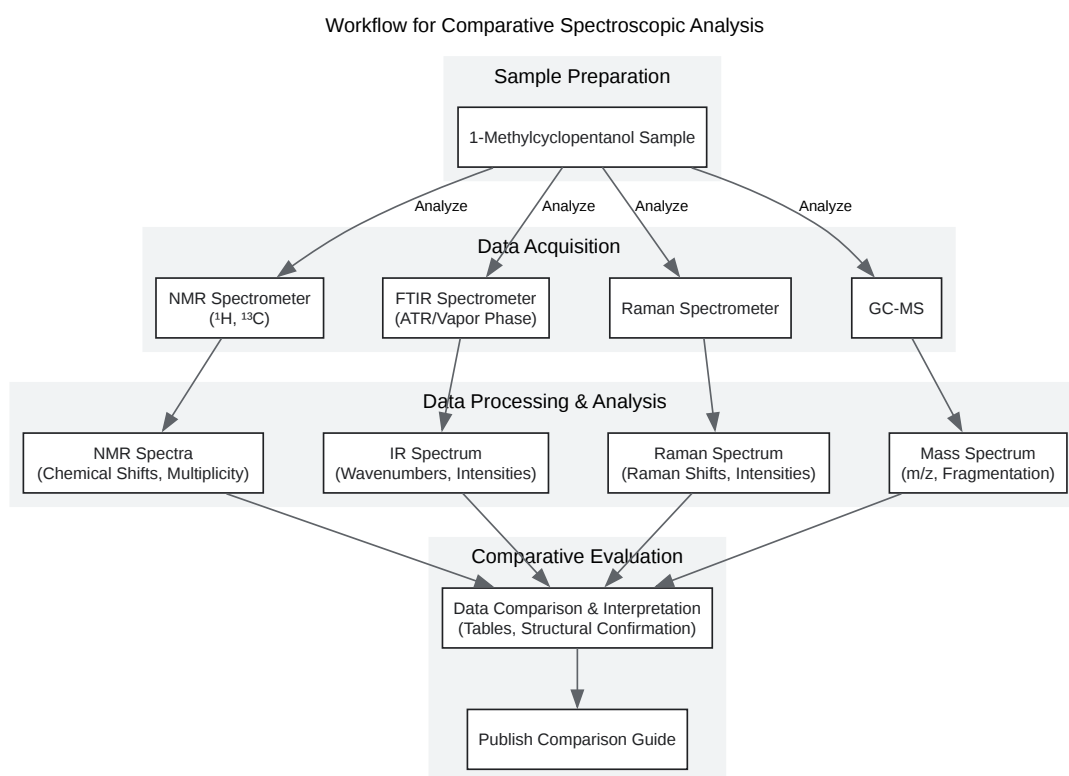 Workflow for Comparative Spectroscopic Analysis
Sample Preparation
1-Methylcyclopentanol Sample
Analyze
Analyze
Analyze
Analyze
Data Acquisition
NMR Spectrometer
(¹H, ¹³C)
FTIR Spectrometer
(ATR/Vapor Phase)
Raman Spectrometer
GC-MS
Data Processing & Analysis
NMR Spectra
(Chemical Shifts, Multiplicity)
IR Spectrum
(Wavenumbers, Intensities)
Raman Spectrum
(Raman Shifts, Intensities)
Mass Spectrum
(m/z, Fragmentation)
Comparative Evaluation
Data Comparison & Interpretation
(Tables, Structural Confirmation)
Publish Comparison Guide